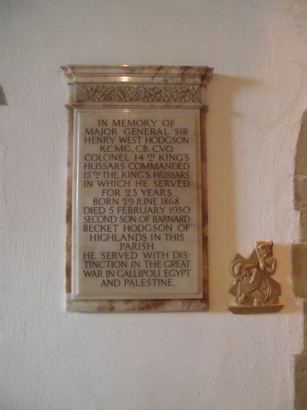 IN MEMORY OF
MAJOR GENERAL SIR
HENRY WEST HODGSON
K.C.M.G., C.B., C.V.O.
COLONEL 14TH KING'S
HUSSARS COMMANDED
15TH THE KING'S HUSSARS
IN WHICH HE SERVED
FOR 23 YEARS
BORN 29 JUNE 1868
DIED 5 FEBRUARY 1930
SECOND SON OF BARNARD
BECKET HODGSON OF
HIGHLANDS IN THIS
PARISH.
HE SERVED WITH DIS-
TINCTION IN THE GREAT
WAR IN GALLIPOLI EGYPT
AND PALESTINE.